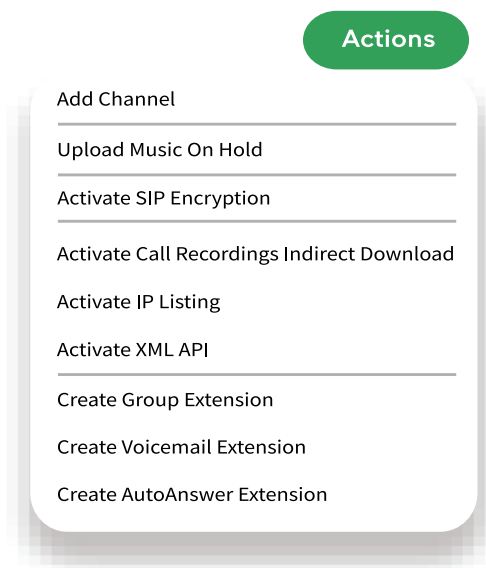 Actions
Add Channel
Upload Music On Hold
Activate SIP Encryption
Activate Call Recordings Indirect Download
Activate IP Listing
Activate XML API
Create Group Extension
Create Voicemail Extension
Create AutoAnswer Extension